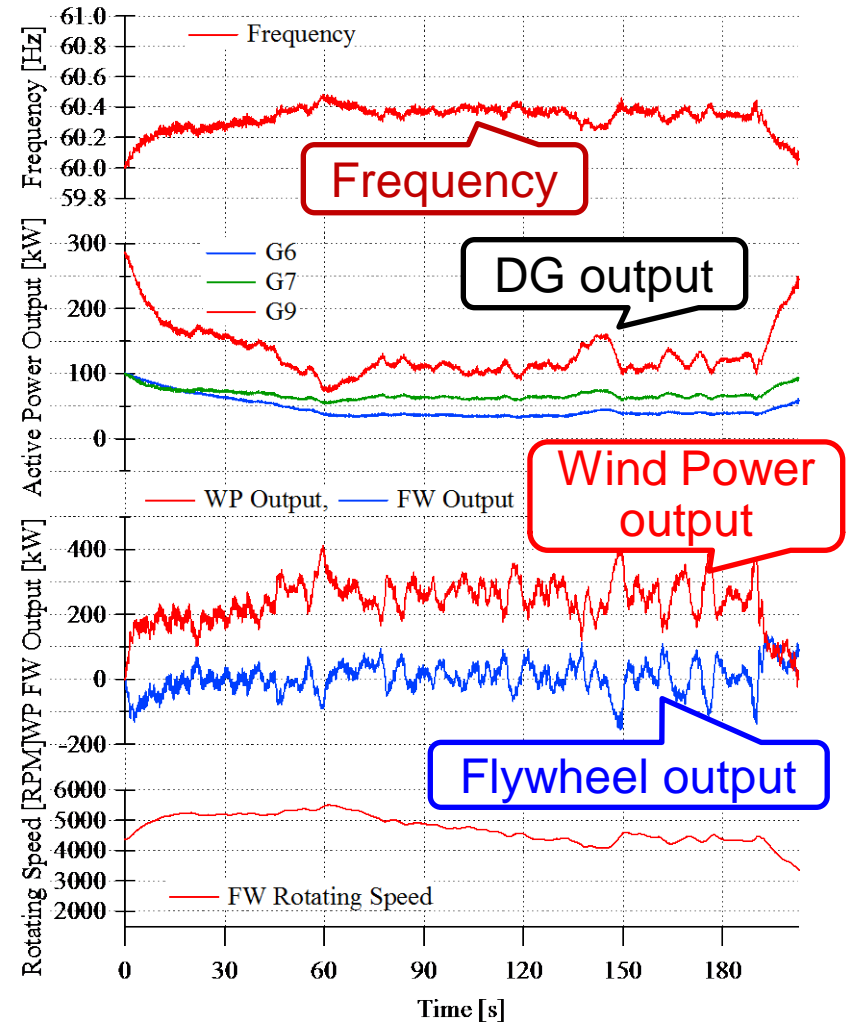 Frequency [Hz]
61.0
60.8
60.6
60.4
60.2
60.0
59.8
Frequency
Frequency
Active Power Output [kW]
300
200
100
0
G6
G7
G9
DG output
WP FW Output [kW]
WP Output, FW Output
Wind Power
output
400
200
0
-200
Flywheel output
Rotating Speed [RPM]
6000
5000
4000
3000
2000
FW Rotating Speed
0 30 60 90 120 150 180
Time [s]